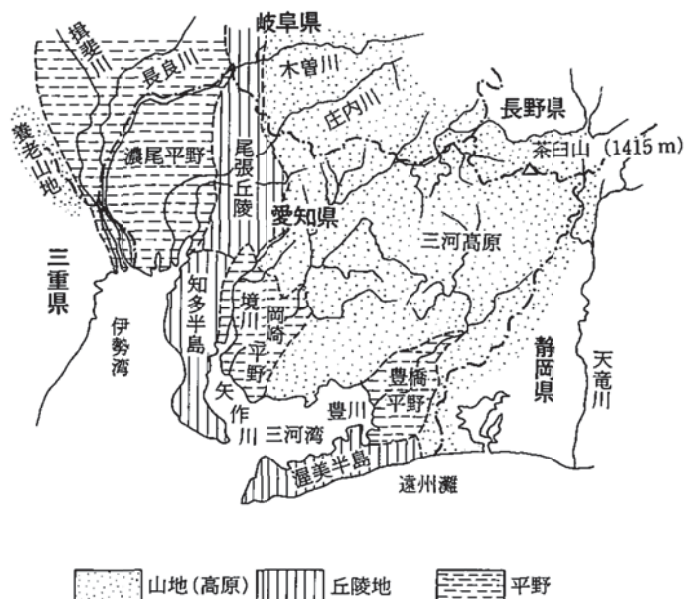 岐阜県
揖斐川
長良川
木曽川
庄内川
長野県
茶臼山 (1415m)
養老山地
濃尾平野
尾張丘陵
愛知県
三河高原
三重県
伊勢湾
知多半島
境川
岡崎
平野
矢作川
豊川
三河湾
豊橋
平野
静岡県
天竜川
渥美半島
遠州灘
山地(高原)
丘陵地
平野